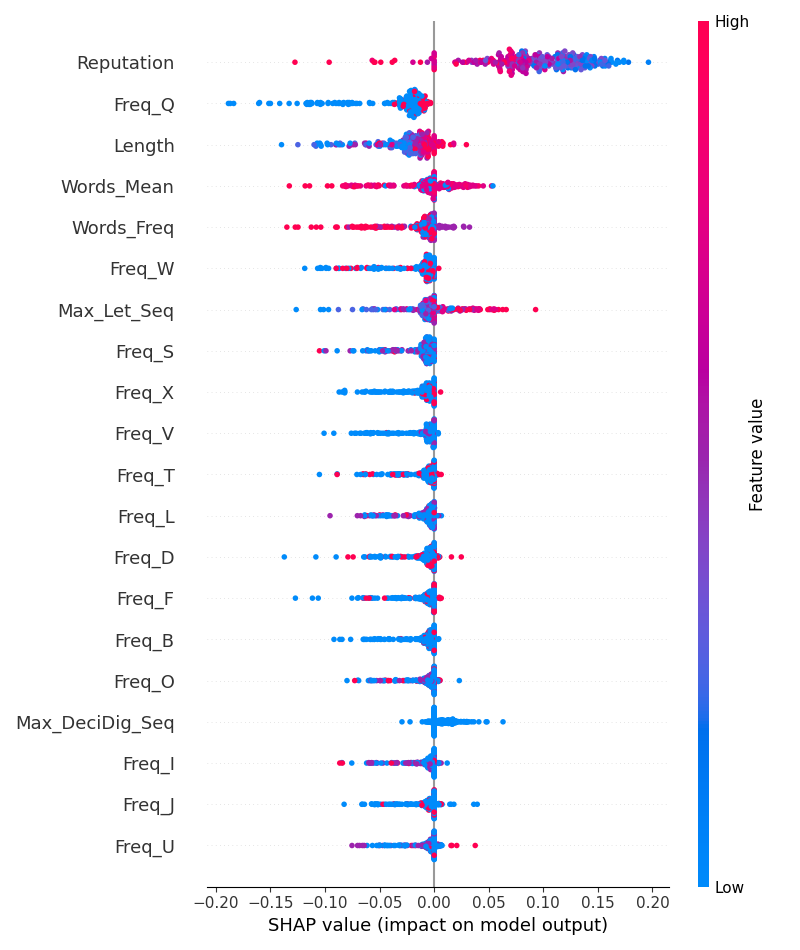 High
Reputation
Freq_Q
Length
Words_Mean
Words_Freq
Freq_W
Max_Let_Seq
Freq_S
Freq_X
Freq_V
Freq_T
Freq_L
Freq_D
Freq_F
Freq_B
Freq_O
Max_DeciDig_Seq
Freq_I
Freq_J
Freq_U
Feature value
Low
−0.20 −0.15 −0.10 −0.05 0.00 0.05 0.10 0.15 0.20
SHAP value (impact on model output)